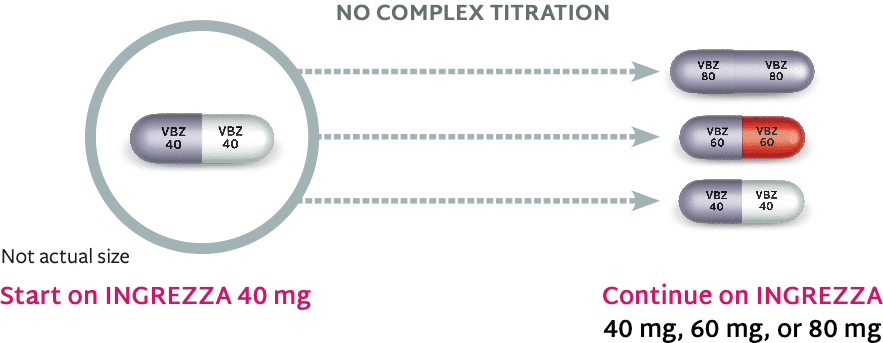 NO COMPLEX TITRATION
VBZ VBZ
80 80
VBZ VBZ
40 40
VBZ VBZ
60 60
VBZ VBZ
40 40
Not actual size
Start on INGREZZA 40 mg
Continue on INGREZZA
40 mg, 60 mg, or 80 mg